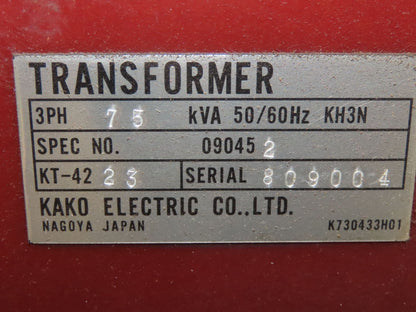 TRANSFORMER
3PH 75 kVA 50/60Hz KH3N
SPEC NO. 09045 2
KT-42 23 SERIAL 809004
KAKO ELECTRIC CO.,LTD.
NAGOYA JAPAN K730433H01